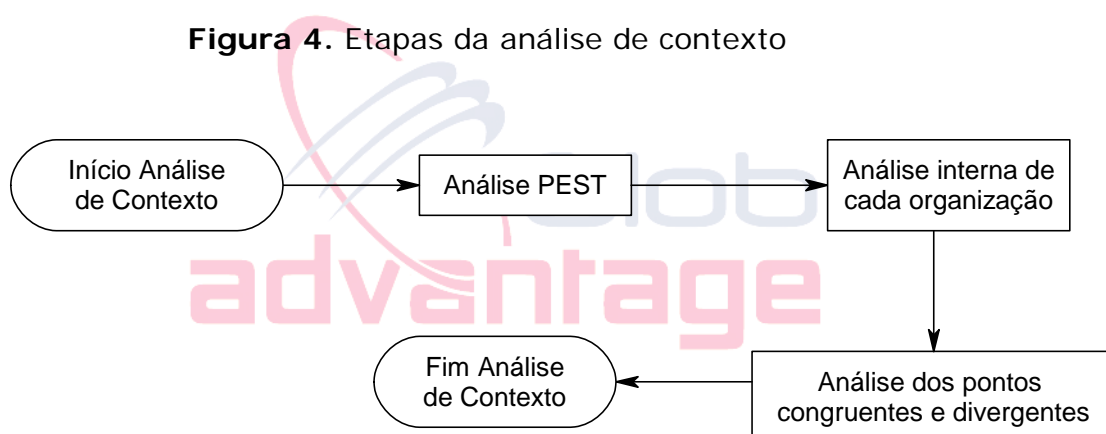 Figura 4. Etapas da análise de contexto
Início Análise
de Contexto
Análise PEST
Análise interna de
cada organização
glob
advantage
Fim Análise
de Contexto
Análise dos pontos
congruentes e divergentes